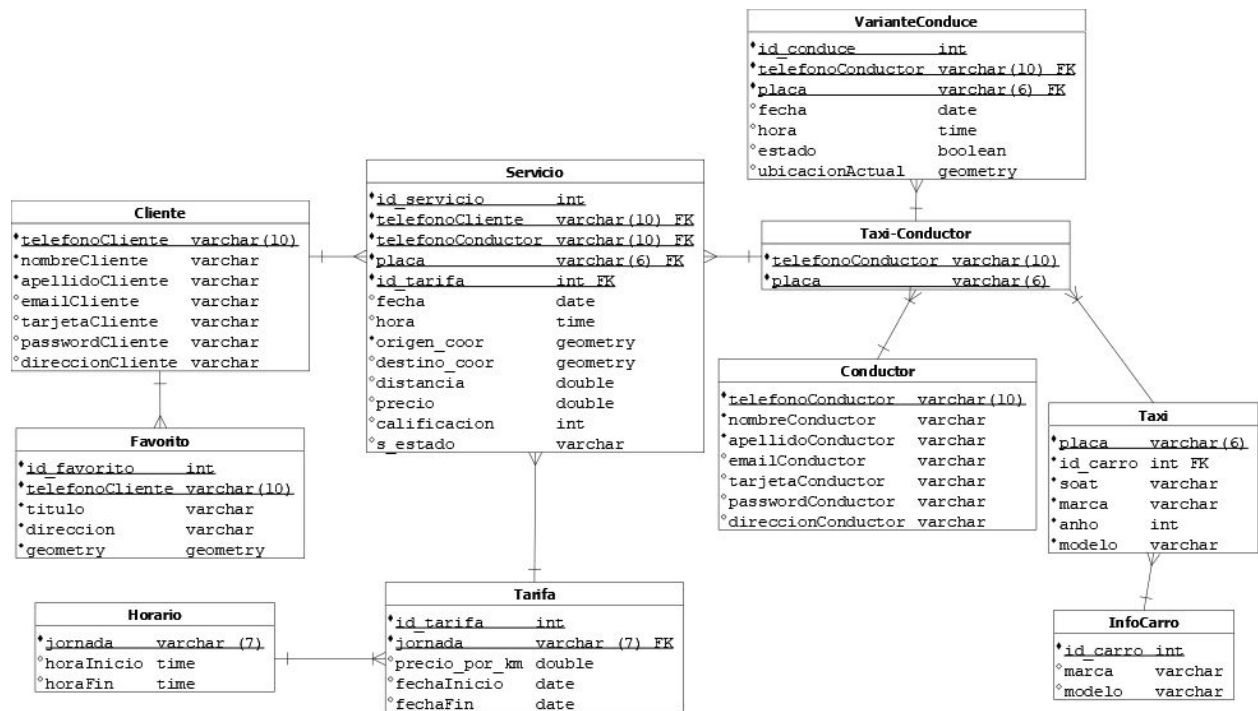 VarianteConduce
id_conduce int
telefonoConductor varchar(10) FK
placa varchar(6) FK
fecha date
hora time
estado boolean
ubicacionActual geometry
Servicio
id_servicio int
telefonoCliente varchar(10) FK
telefonoConductor varchar(10) FK
placa varchar(6) FK
id_tarifa int FK
fecha date
hora time
origen_coor geometry
destino_coor geometry
distancia double
precio double
calificacion int
s_estado varchar
Cliente
telefonoCliente varchar(10)
nombreCliente varchar
apellidoCliente varchar
emailCliente varchar
tarjetaCliente varchar
passwordCliente varchar
direccionCliente varchar
Taxi-Conductor
telefonoConductor varchar(10)
placa varchar(6)
Conductor
telefonoConductor varchar(10)
nombreConductor varchar
apellidoConductor varchar
emailConductor varchar
tarjetaConductor varchar
passwordConductor varchar
direccionConductor varchar
Taxi
placa varchar(6)
id_carro int FK
soat varchar
marca varchar
anho int
modelo varchar
Favorito
id_favorito int
telefonoCliente varchar(10)
titulo varchar
direccion varchar
geometry geometry
Horario
jornada varchar (7)
horaInicio time
horaFin time
Tarifa
id_tarifa int
jornada varchar (7) FK
precio_por_km double
fechaInicio date
fechaFin date
InfoCarro
id_carro int
marca varchar
modelo varchar